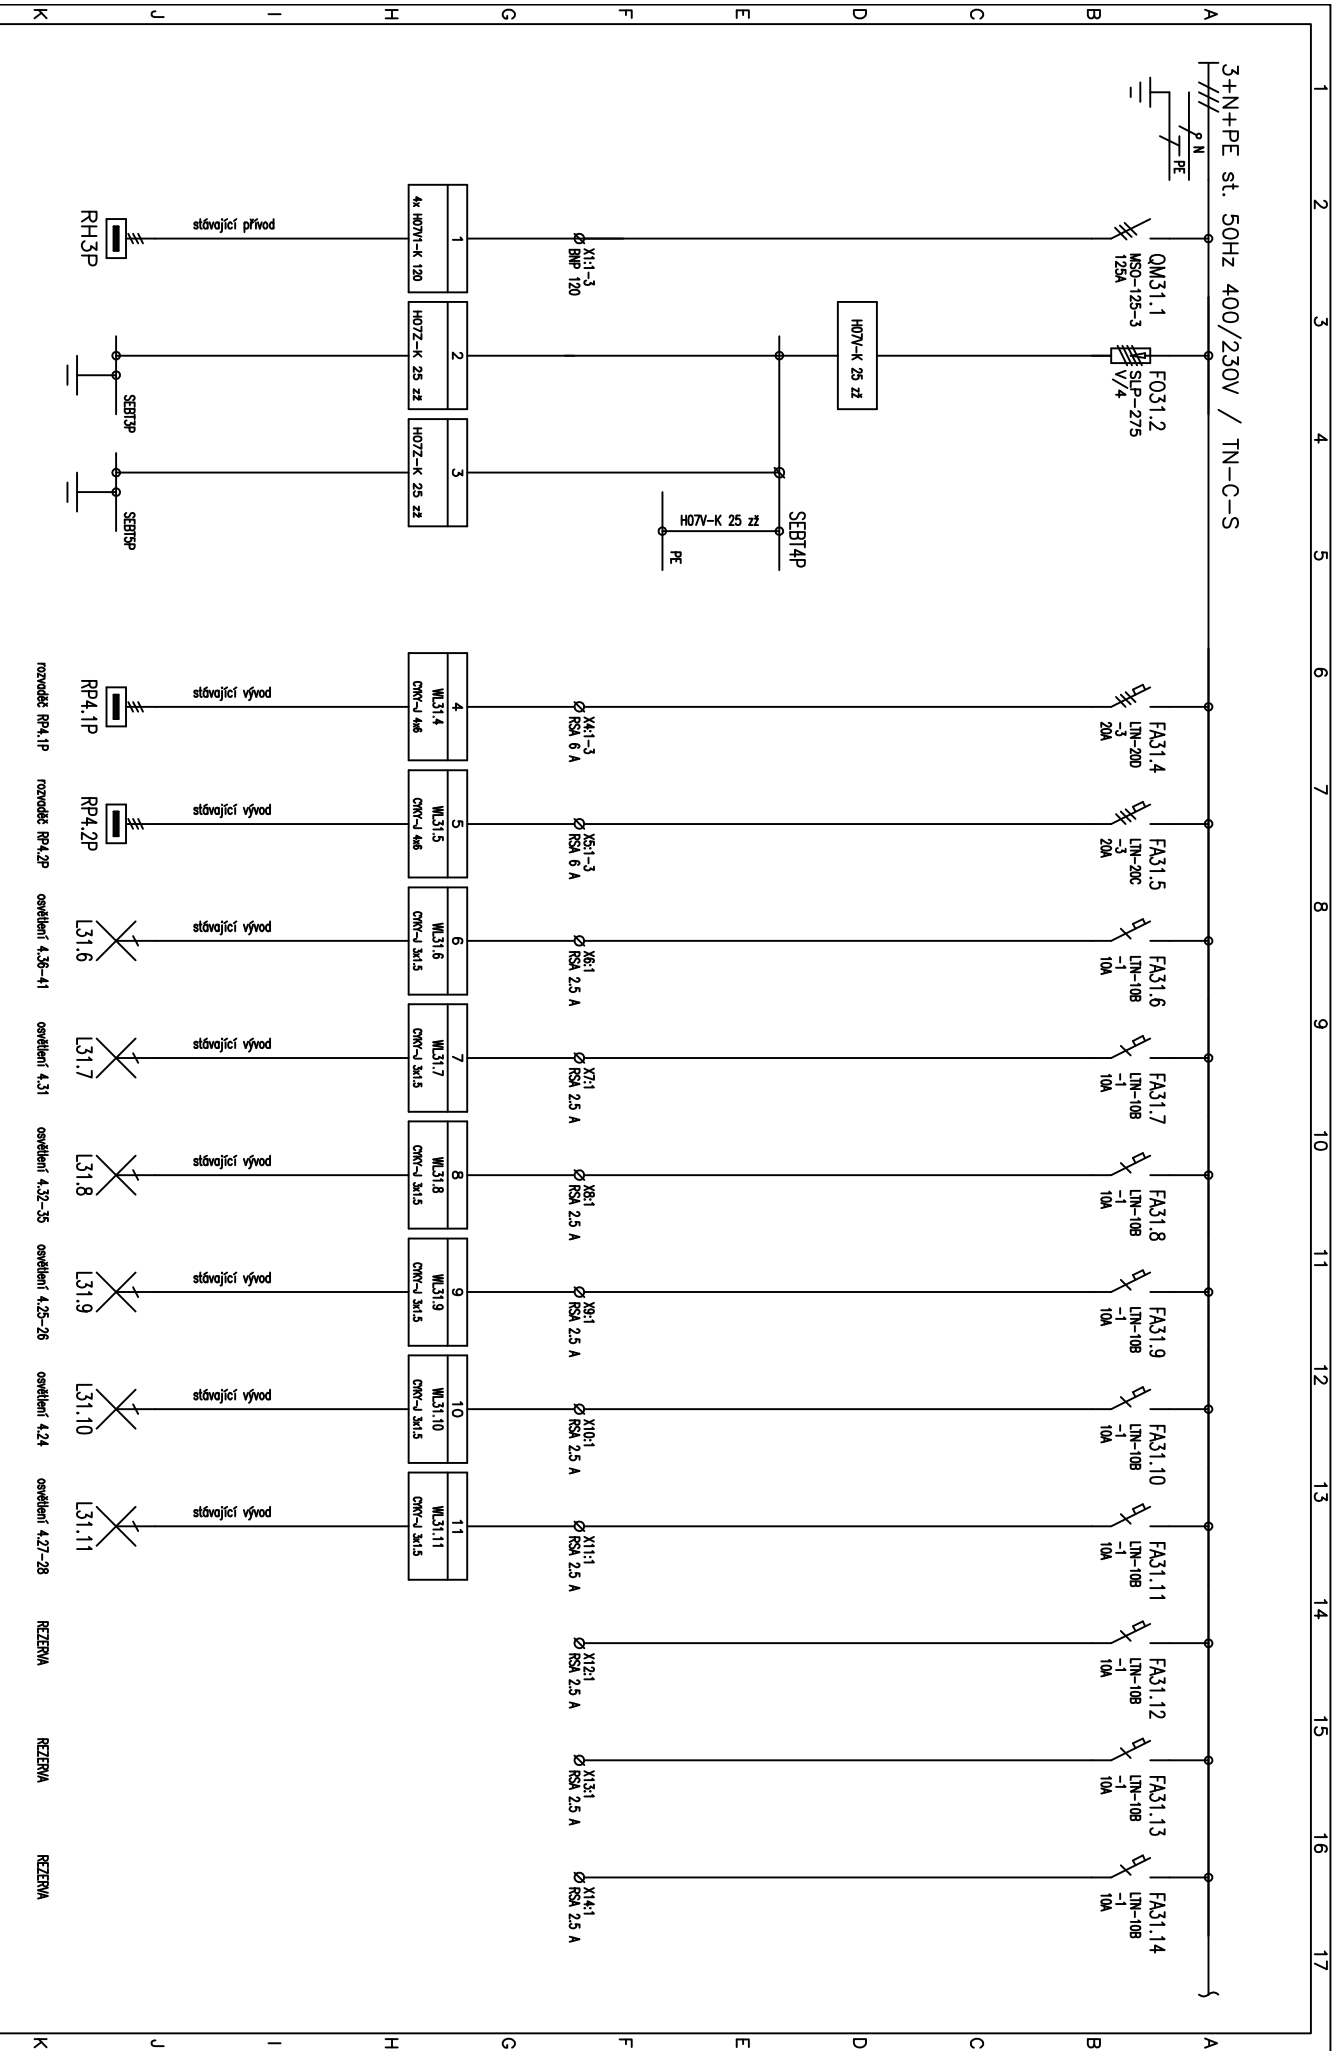 1 2 3 4 5 6 7 8 9 10 11 12 13 14 15 16 17
A
B
C
D
E
F
G
H
I
J
K
A
B
C
D
E
F
G
H
I
J
K
3+N+PE st. 50Hz 400/230V / TN-C-S
N
PE
QM31.1
MSO-125-3
125A
FO31.2
SLP-275
V/4
FA31.4
LTN-20D
-3
20A
FA31.5
LTN-20C
-3
20A
FA31.6
LTN-10B
-1
10A
FA31.7
LTN-10B
-1
10A
FA31.8
LTN-10B
-1
10A
FA31.9
LTN-10B
-1
10A
FA31.10
LTN-10B
-1
10A
FA31.11
LTN-10B
-1
10A
FA31.12
LTN-10B
-1
10A
FA31.13
LTN-10B
-1
10A
FA31.14
LTN-10B
-1
10A
H07V-K 25 zž
SEBT4P
H07V-K 25 zž
PE
X1:1-3
BNP 120
X4:1-3
RSA 6 A
X5:1-3
RSA 6 A
X6:1
RSA 2.5 A
X7:1
RSA 2.5 A
X8:1
RSA 2.5 A
X9:1
RSA 2.5 A
X10:1
RSA 2.5 A
X11:1
RSA 2.5 A
X12:1
RSA 2.5 A
X13:1
RSA 2.5 A
X14:1
RSA 2.5 A
1
4x H07V1-K 120
2
H07Z-K 25 zž
3
H07Z-K 25 zž
4
WL31.4
CYKY-J 4x6
5
WL31.5
CYKY-J 4x6
6
WL31.6
CYKY-J 3x1.5
7
WL31.7
CYKY-J 3x1.5
8
WL31.8
CYKY-J 3x1.5
9
WL31.9
CYKY-J 3x1.5
10
WL31.10
CYKY-J 3x1.5
11
WL31.11
CYKY-J 3x1.5
stávající přívod
stávající vývod
stávající vývod
stávající vývod
stávající vývod
stávající vývod
stávající vývod
stávající vývod
stávající vývod
SEBT3P
SEBT5P
RH3P
RP4.1P
RP4.2P
L31.6
L31.7
L31.8
L31.9
L31.10
L31.11
rozvaděč RP4.1P
rozvaděč RP4.2P
osvětlení 4.36-41
osvětlení 4.31
osvětlení 4.32-35
osvětlení 4.25-26
osvětlení 4.24
osvětlení 4.27-28
REZERVA
REZERVA
REZERVA